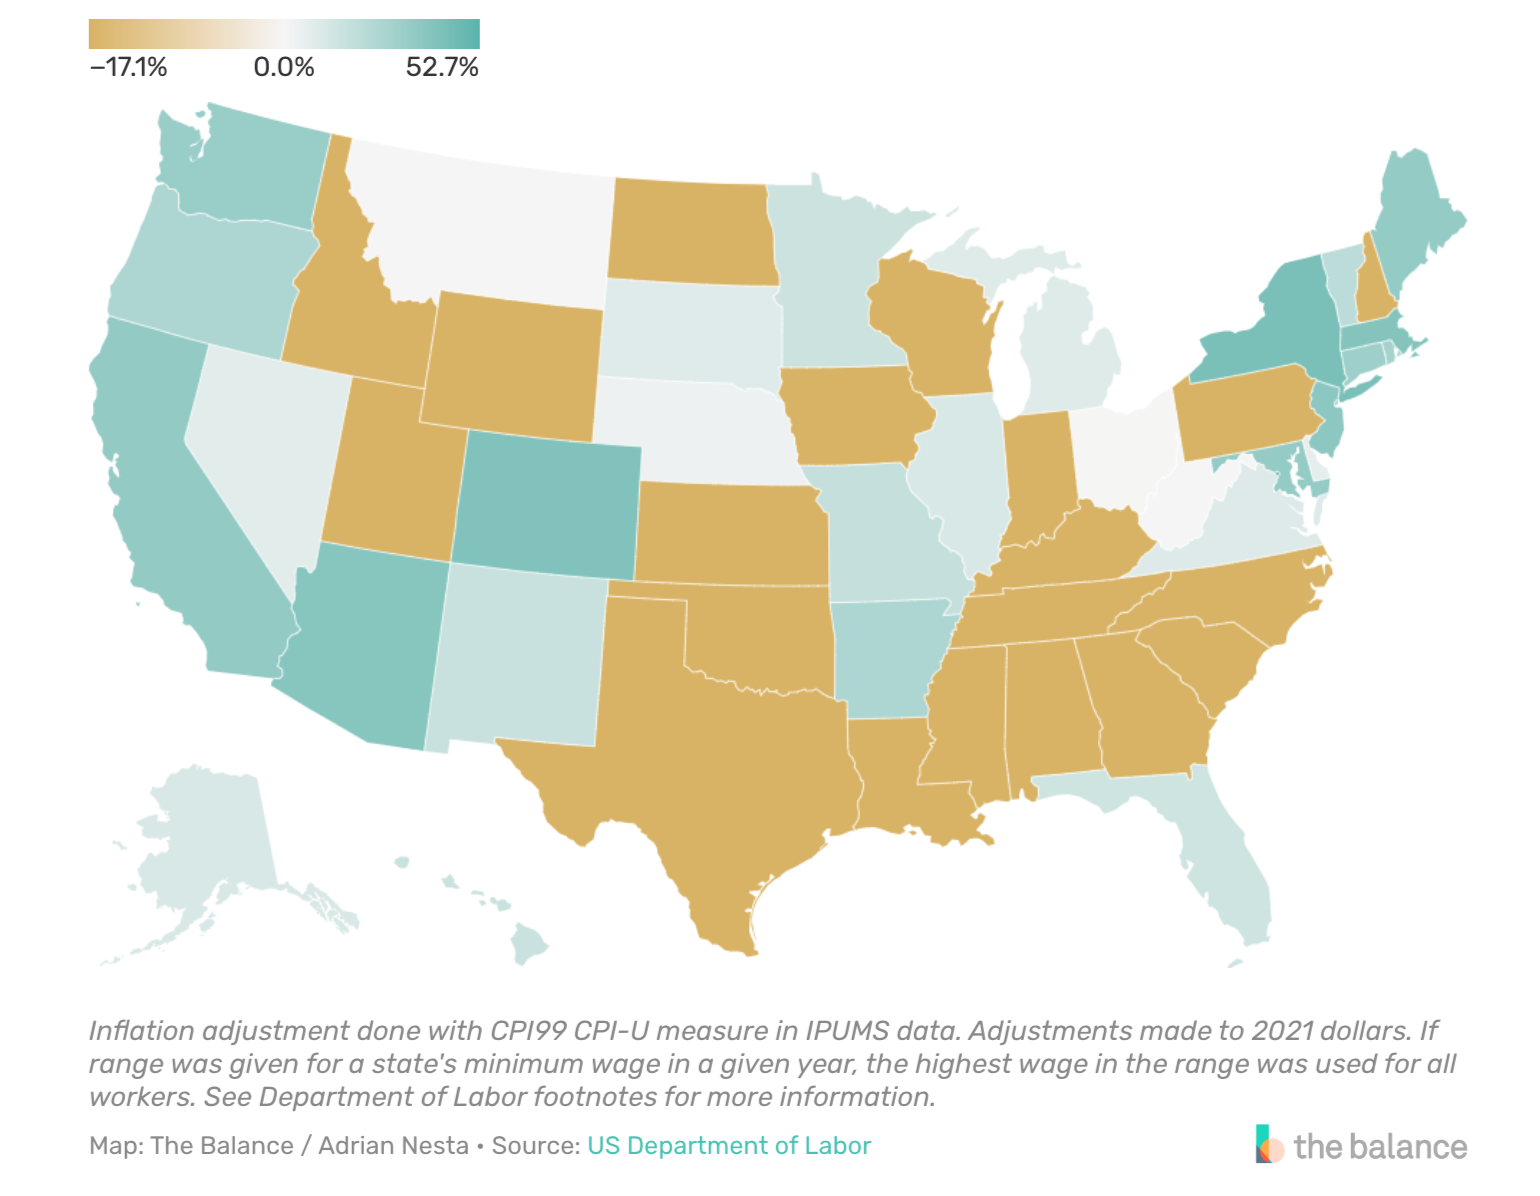 −17.1%
0.0%
52.7%
Inflation adjustment done with CPI99 CPI-U measure in IPUMS data. Adjustments made to 2021 dollars. If
range was given for a state's minimum wage in a given year, the highest wage in the range was used for all
workers. See Department of Labor footnotes for more information.
Map: The Balance / Adrian Nesta • Source: US Department of Labor
the balance